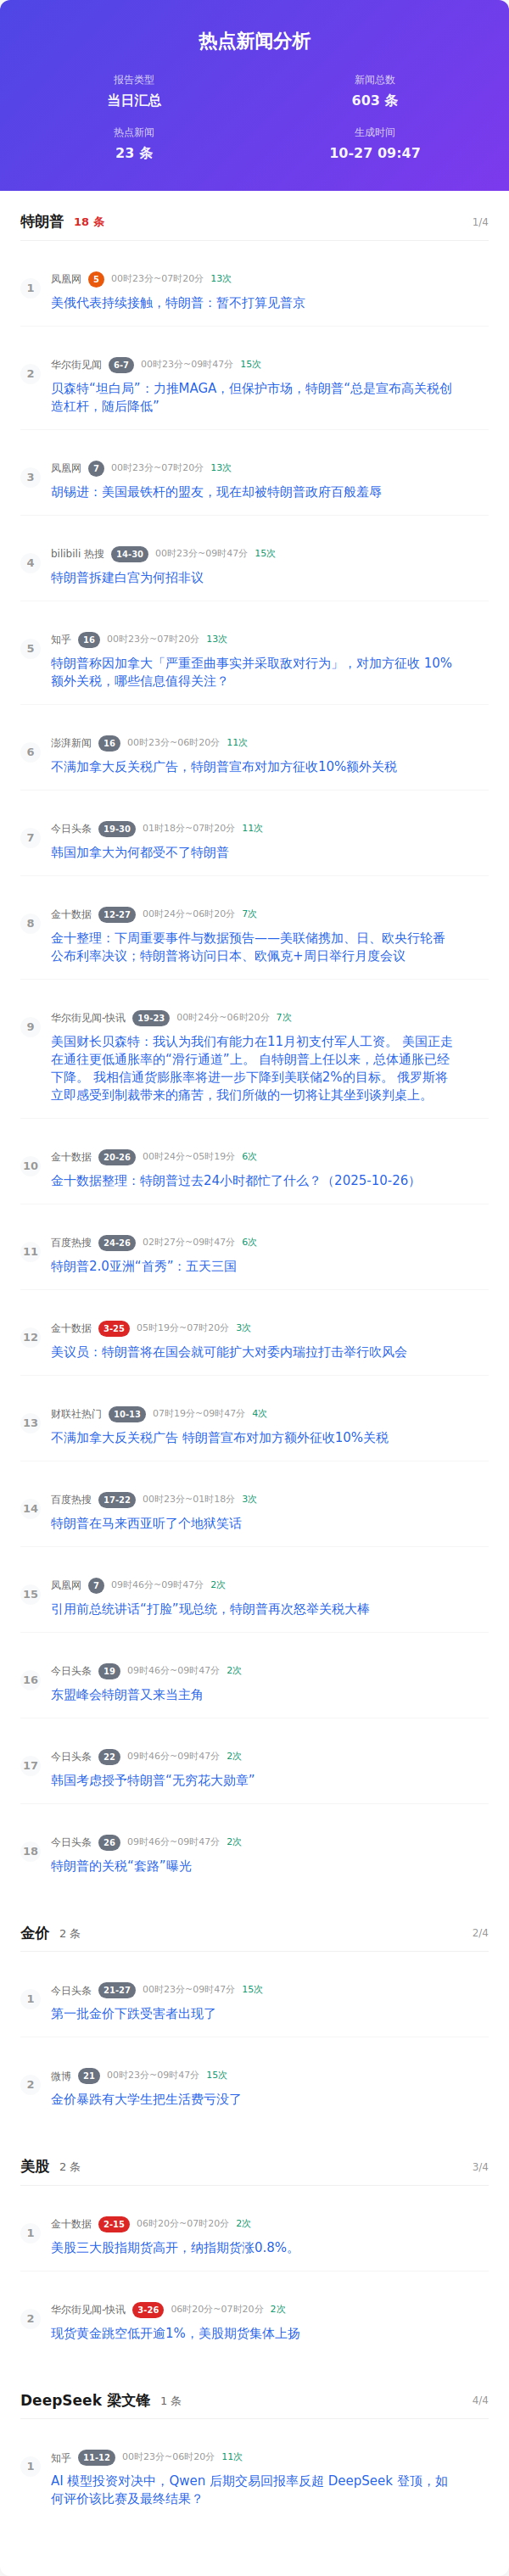 热点新闻分析
报告类型
新闻总数
当日汇总
603 条
热点新闻
生成时间
23 条
10-27 09:47
特朗普 18 条 1/4
1
凤凰网 5 00时23分~07时20分 13次
美俄代表持续接触，特朗普：暂不打算见普京
2
华尔街见闻 6-7 00时23分~09时47分 15次
贝森特“坦白局”：力推MAGA，但保护市场，特朗普“总是宣布高关税创
造杠杆，随后降低”
3
凤凰网 7 00时23分~07时20分 13次
胡锡进：美国最铁杆的盟友，现在却被特朗普政府百般羞辱
4
bilibili 热搜 14-30 00时23分~09时47分 15次
特朗普拆建白宫为何招非议
5
知乎 16 00时23分~07时20分 13次
特朗普称因加拿大「严重歪曲事实并采取敌对行为」，对加方征收 10%
额外关税，哪些信息值得关注？
6
澎湃新闻 16 00时23分~06时20分 11次
不满加拿大反关税广告，特朗普宣布对加方征收10%额外关税
7
今日头条 19-30 01时18分~07时20分 11次
韩国加拿大为何都受不了特朗普
8
金十数据 12-27 00时24分~06时20分 7次
金十整理：下周重要事件与数据预告——美联储携加、日、欧央行轮番
公布利率决议；特朗普将访问日本、欧佩克+周日举行月度会议
9
华尔街见闻-快讯 19-23 00时24分~06时20分 7次
美国财长贝森特：我认为我们有能力在11月初支付军人工资。 美国正走
在通往更低通胀率的“滑行通道”上。 自特朗普上任以来，总体通胀已经
下降。 我相信通货膨胀率将进一步下降到美联储2%的目标。 俄罗斯将
立即感受到制裁带来的痛苦，我们所做的一切将让其坐到谈判桌上。
10
金十数据 20-26 00时24分~05时19分 6次
金十数据整理：特朗普过去24小时都忙了什么？（2025-10-26）
11
百度热搜 24-26 02时27分~09时47分 6次
特朗普2.0亚洲“首秀”：五天三国
12
金十数据 3-25 05时19分~07时20分 3次
美议员：特朗普将在国会就可能扩大对委内瑞拉打击举行吹风会
13
财联社热门 10-13 07时19分~09时47分 4次
不满加拿大反关税广告 特朗普宣布对加方额外征收10%关税
14
百度热搜 17-22 00时23分~01时18分 3次
特朗普在马来西亚听了个地狱笑话
15
凤凰网 7 09时46分~09时47分 2次
引用前总统讲话“打脸”现总统，特朗普再次怒举关税大棒
16
今日头条 19 09时46分~09时47分 2次
东盟峰会特朗普又来当主角
17
今日头条 22 09时46分~09时47分 2次
韩国考虑授予特朗普“无穷花大勋章”
18
今日头条 26 09时46分~09时47分 2次
特朗普的关税“套路”曝光
金价 2 条 2/4
1
今日头条 21-27 00时23分~09时47分 15次
第一批金价下跌受害者出现了
2
微博 21 00时23分~09时47分 15次
金价暴跌有大学生把生活费亏没了
美股 2 条 3/4
1
金十数据 2-15 06时20分~07时20分 2次
美股三大股指期货高开，纳指期货涨0.8%。
2
华尔街见闻-快讯 3-26 06时20分~07时20分 2次
现货黄金跳空低开逾1%，美股期货集体上扬
DeepSeek 梁文锋 1 条 4/4
1
知乎 11-12 00时23分~06时20分 11次
AI 模型投资对决中，Qwen 后期交易回报率反超 DeepSeek 登顶，如
何评价该比赛及最终结果？